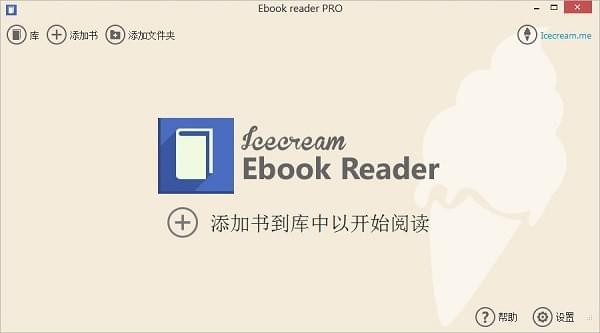 Ebook reader PRO
库 添加书 添加文件夹 Icecream.me
Icecream
Ebook Reader
添加书到库中以开始阅读
帮助 设置